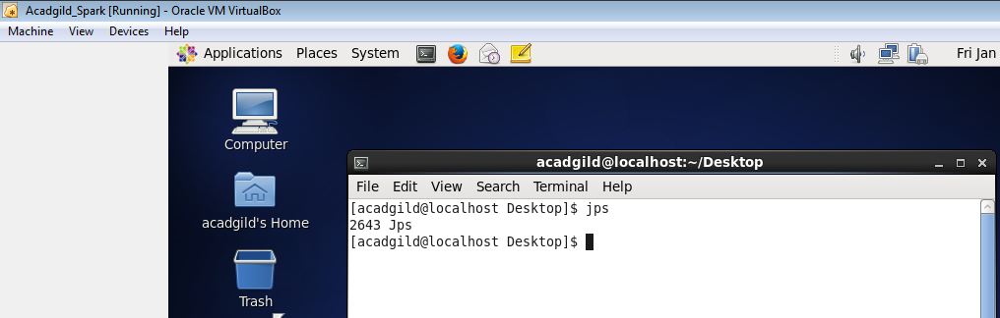 Acadgild_Spark [Running] - Oracle VM VirtualBox
Machine View Devices Help
Applications Places System Fri Jan
Computer
acadgild@localhost:~/Desktop
File Edit View Search Terminal Help
acadgild's Home
[acadgild@localhost Desktop]$ jps
2643 Jps
[acadgild@localhost Desktop]$
Trash